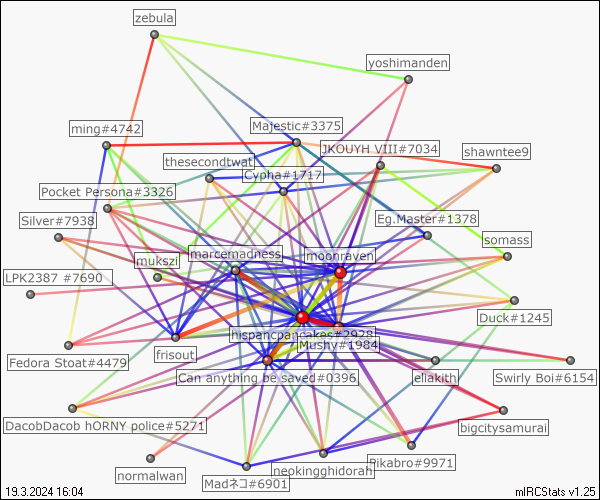 zebula
yoshimanden
ming#4742
Majestic#3375
JKOUYH VIII#7034
thesecondtwat
shawntee9
Cypha#1717
Pocket Persona#3326
Silver#7938
Eg.Master#1378
somass
marcemadness
moonraven
mukszi
LPK2387 #7690
Duck#1245
hispancpancakes#2928
Mushy#1984
frisout
Fedora Stoat#4479
Can anything be saved#0396
eliakith
Swirly Boi#6154
DacobDacob hORNY police#5271
bigcitysamurai
normalwan
Madネコ#6901
neokingghidorah
Pikabro#9971
19.3.2024 16:04
mIRCStats v1.25